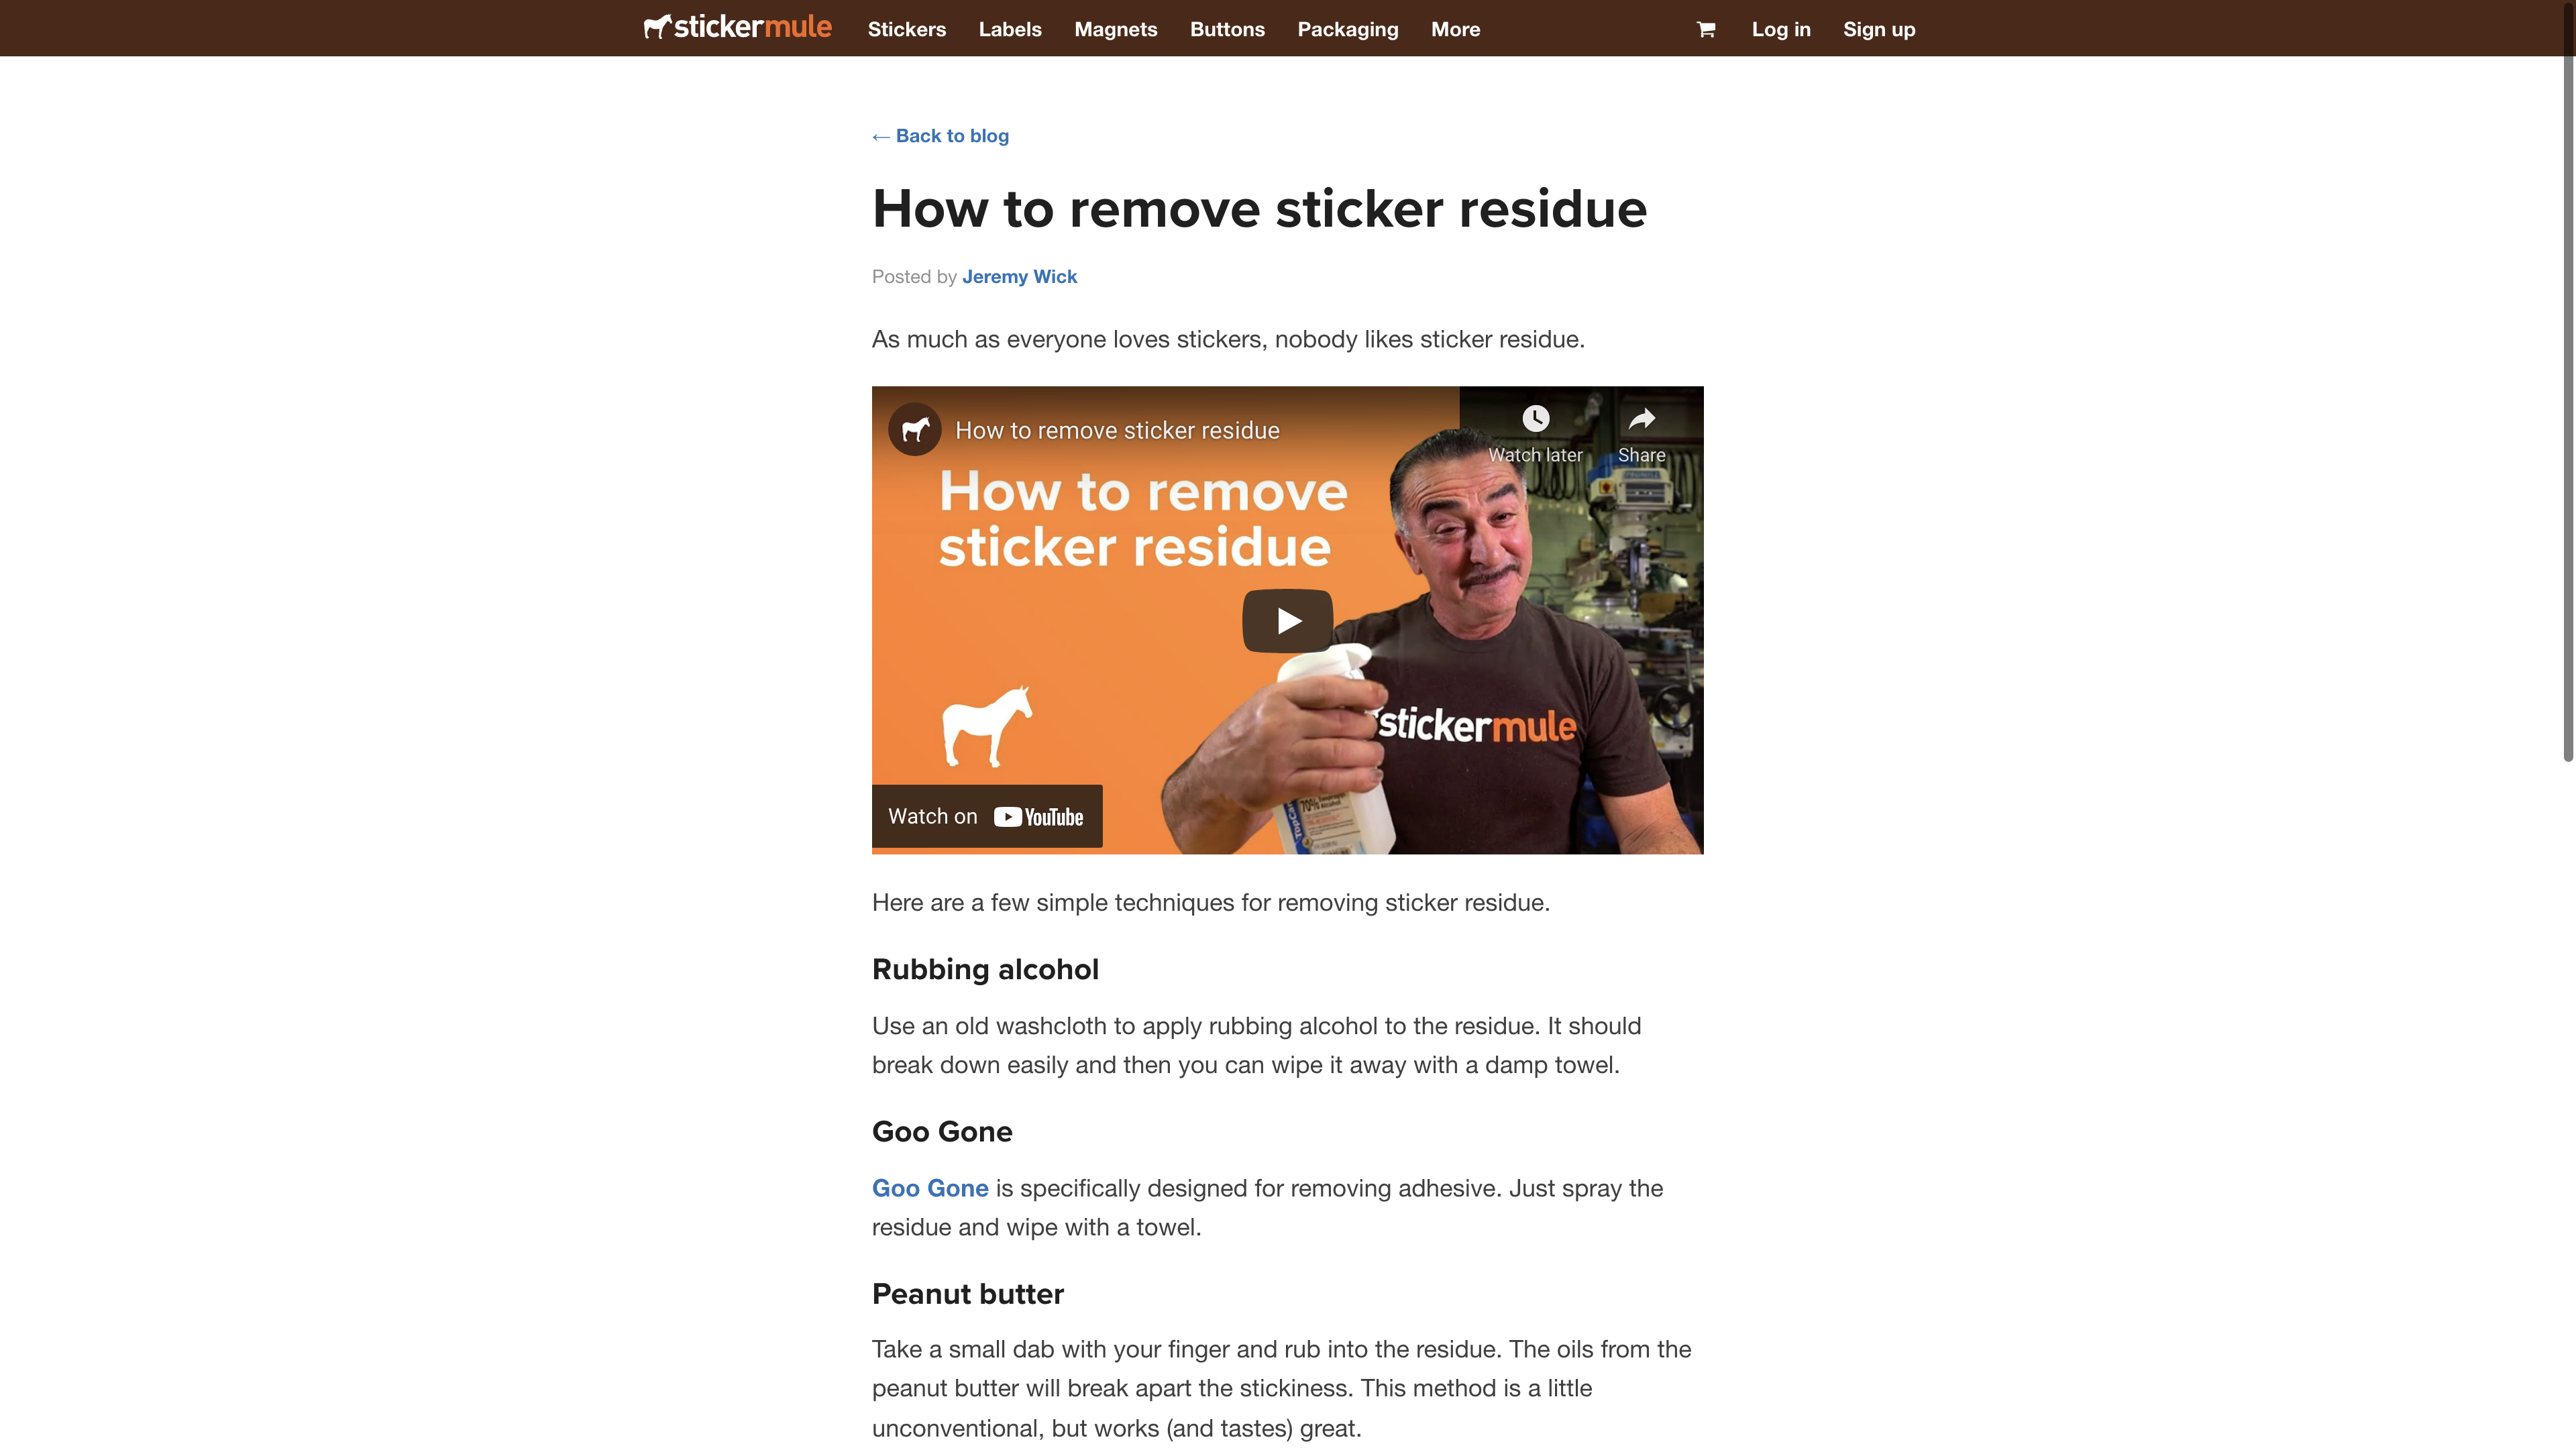 stickermule Stickers Labels Magnets Buttons Packaging More Log in Sign up
← Back to blog
How to remove sticker residue
Posted by Jeremy Wick
As much as everyone loves stickers, nobody likes sticker residue.
How to remove sticker residue
Watch later Share
How to remove
sticker residue
stickermule
70%
Alcohol
Watch on YouTube
Here are a few simple techniques for removing sticker residue.
Rubbing alcohol
Use an old washcloth to apply rubbing alcohol to the residue. It should
break down easily and then you can wipe it away with a damp towel.
Goo Gone
Goo Gone is specifically designed for removing adhesive. Just spray the
residue and wipe with a towel.
Peanut butter
Take a small dab with your finger and rub into the residue. The oils from the
peanut butter will break apart the stickiness. This method is a little
unconventional, but works (and tastes) great.